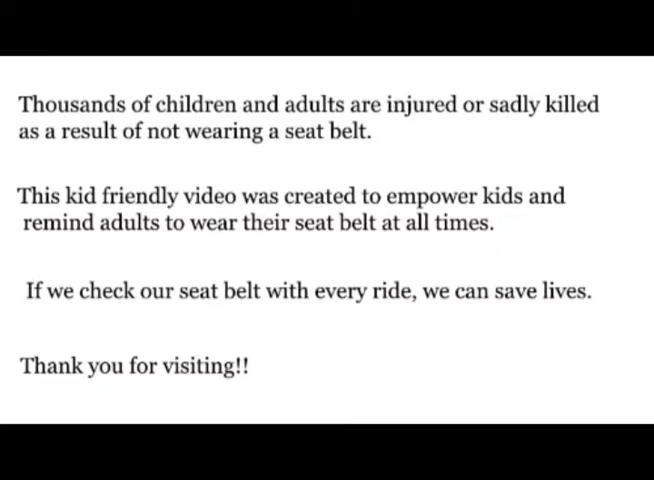 Thousands of children and adults are injured or sadly killed
as a result of not wearing a seat belt.
This kid friendly video was created to empower kids and
remind adults to wear their seat belt at all times.
If we check our seat belt with every ride, we can save lives.
Thank you for visiting!!